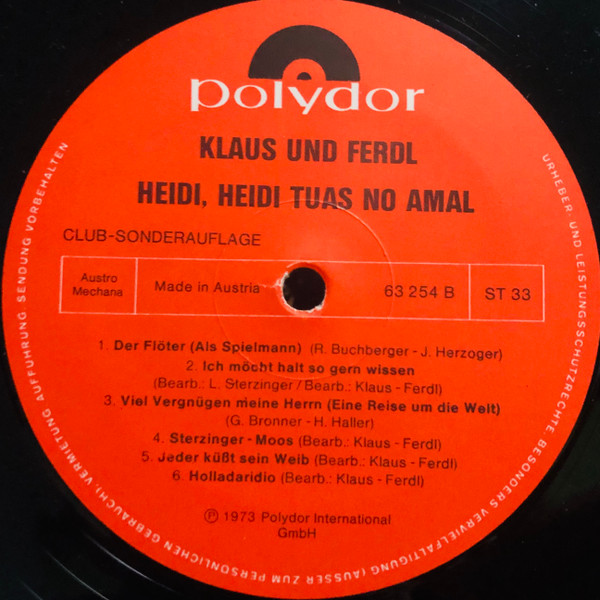 polydor
KLAUS UND FERDL
HEIDI, HEIDI TUAS NO AMAL
CLUB-SONDERAUFLAGE
Austro
Mechana
Made in Austria
63 254 B
ST 33
1. Der Flöter (Als Spielmann) (R. Buchberger - J. Herzoger)
2. Ich möcht halt so gern wissen
(Bearb.: L. Sterzinger / Bearb.: Klaus - Ferdl)
3. Viel Vergnügen meine Herrn (Eine Reise um die Welt)
(G. Bronner - H. Haller)
4. Sterzinger - Moos (Bearb.: Klaus - Ferdl)
5. Jeder küßt sein Weib (Bearb.: Klaus - Ferdl)
6. Holladaridio (Bearb.: Klaus - Ferdl)
℗ 1973 Polydor International
GmbH
URHEBER- UND LEISTUNGSSCHUTZRECHTE, BESONDERS VERVIELFÄLTIGUNG (AUSSER ZUM PERSÖNLICHEN GEBRAUCH), VERMIETUNG AUFFÜHRUNG, SENDUNG VORBEHALTEN